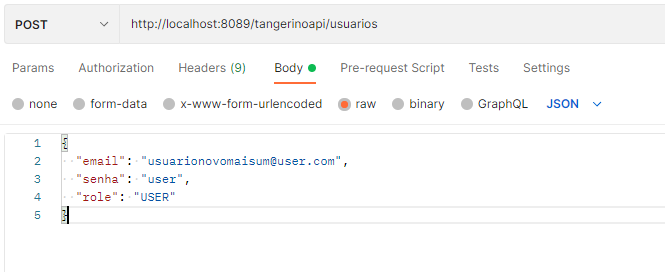 POST http://localhost:8089/tangerinoapi/usuarios
Params Authorization Headers (9) Body Pre-request Script Tests Settings
none form-data x-www-form-urlencoded raw binary GraphQL JSON
1 {
2 "email": "usuarionovomaisum@user.com",
3 "senha": "user",
4 "role": "USER"
5 }